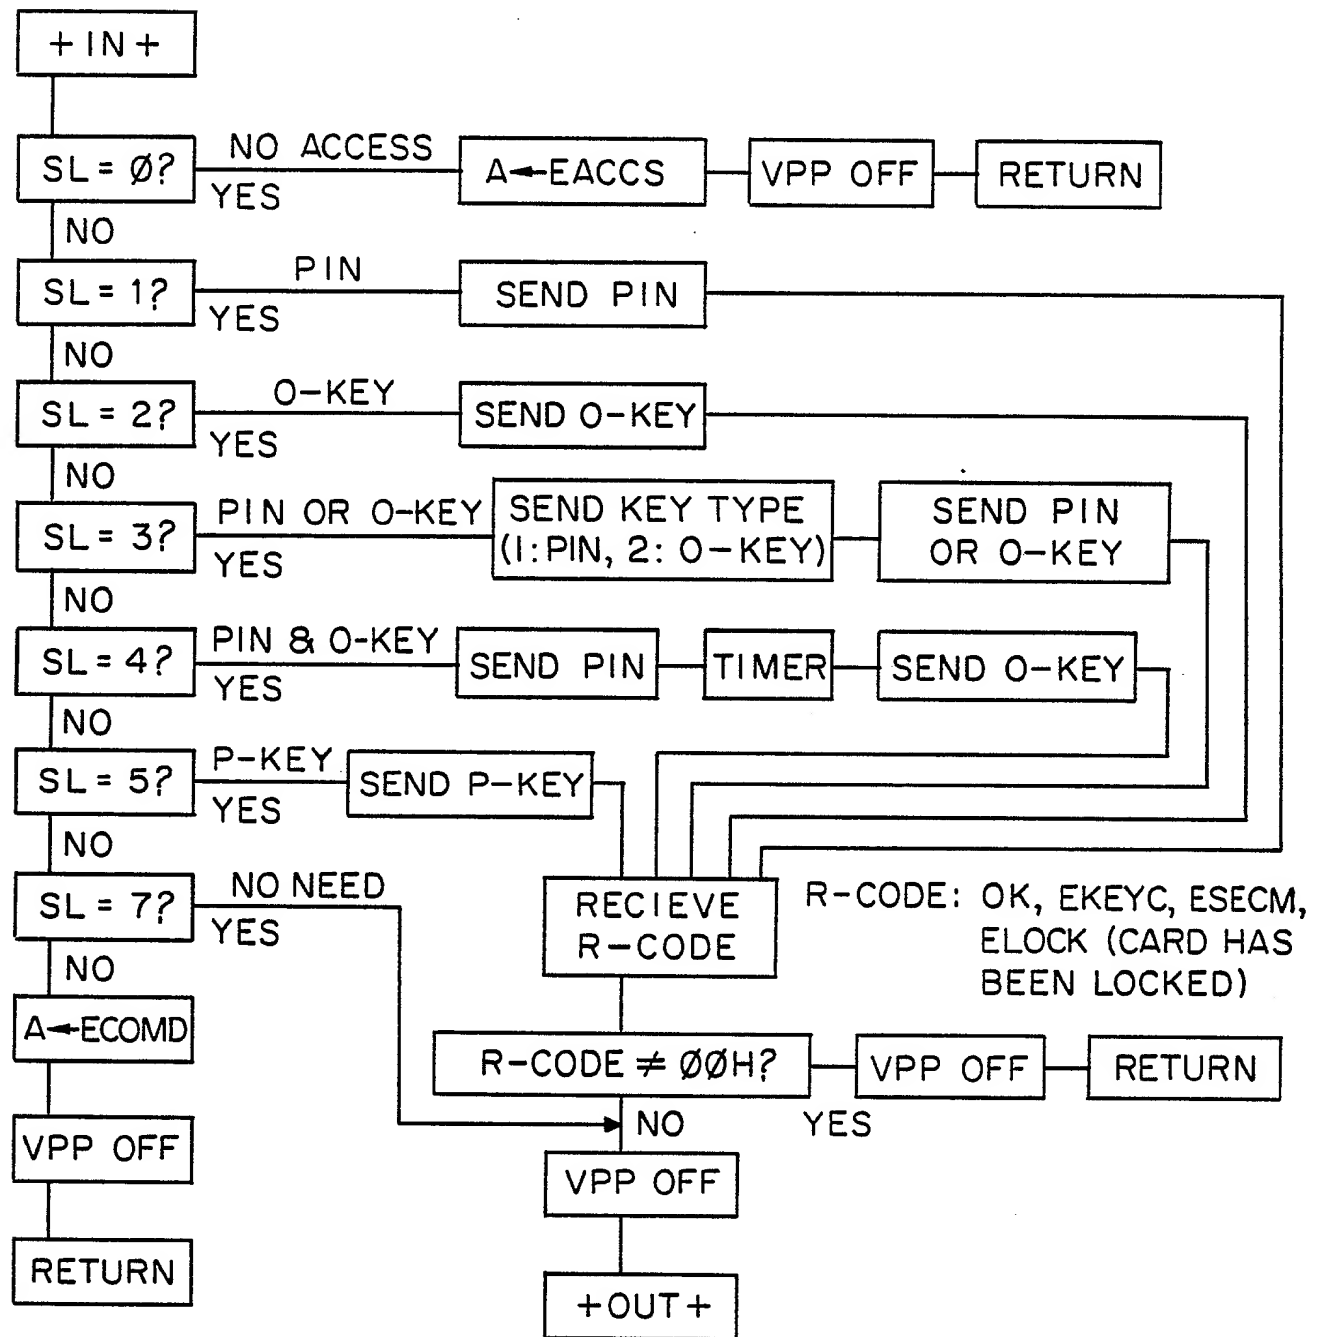 +IN+
SL = Ø?
NO ACCESS
YES
A←EACCS
VPP OFF
RETURN
NO
SL = 1?
PIN
YES
SEND PIN
NO
SL = 2?
O-KEY
YES
SEND O-KEY
NO
SL = 3?
PIN OR O-KEY
YES
SEND KEY TYPE
(1:PIN, 2: O-KEY)
SEND PIN
OR O-KEY
NO
SL = 4?
PIN & O-KEY
YES
SEND PIN
TIMER
SEND O-KEY
NO
SL = 5?
P-KEY
YES
SEND P-KEY
NO
SL = 7?
NO NEED
YES
RECIEVE
R-CODE
R-CODE: OK, EKEYC, ESECM,
ELOCK (CARD HAS
BEEN LOCKED)
NO
A←ECOMD
R-CODE ≠ ØØH?
VPP OFF
RETURN
NO
YES
VPP OFF
VPP OFF
RETURN
+OUT+